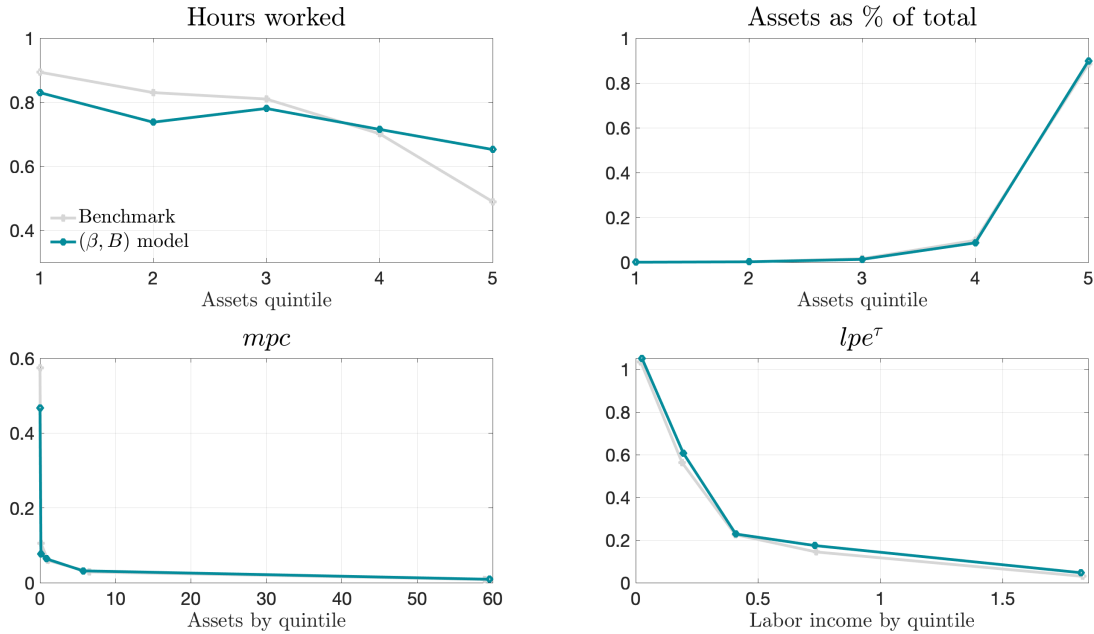 Hours worked
1
0.8
0.6
0.4
Benchmark
(β, B) model
1 2 3 4 5
Assets quintile
Assets as % of total
1
0.8
0.6
0.4
0.2
0
1 2 3 4 5
Assets quintile
mpc
0.6
0.4
0.2
0
0 10 20 30 40 50 60
Assets by quintile
lpe^τ
1
0.8
0.6
0.4
0.2
0
0 0.5 1 1.5
Labor income by quintile